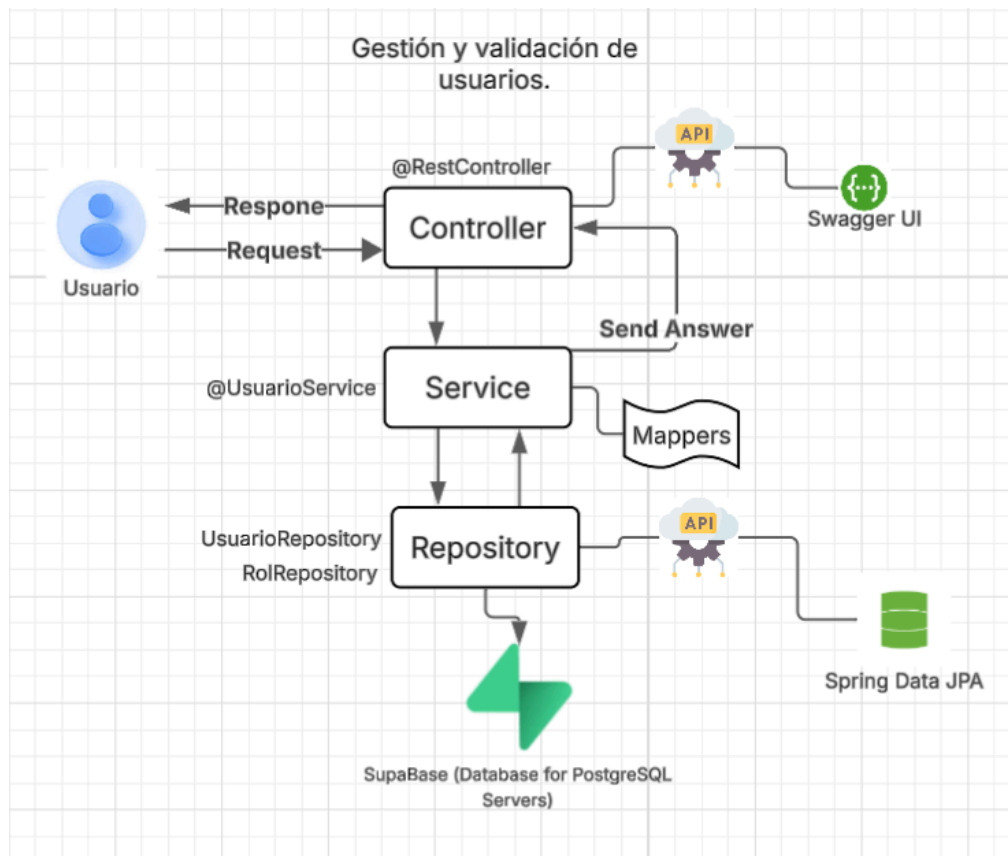 Gestión y validación de
usuarios.
API
@RestController
Swagger UI
Respone
Controller
Request
Usuario
Send Answer
@UsuarioService
Service
Mappers
API
UsuarioRepository
Repository
RolRepository
Spring Data JPA
SupaBase (Database for PostgreSQL
Servers)